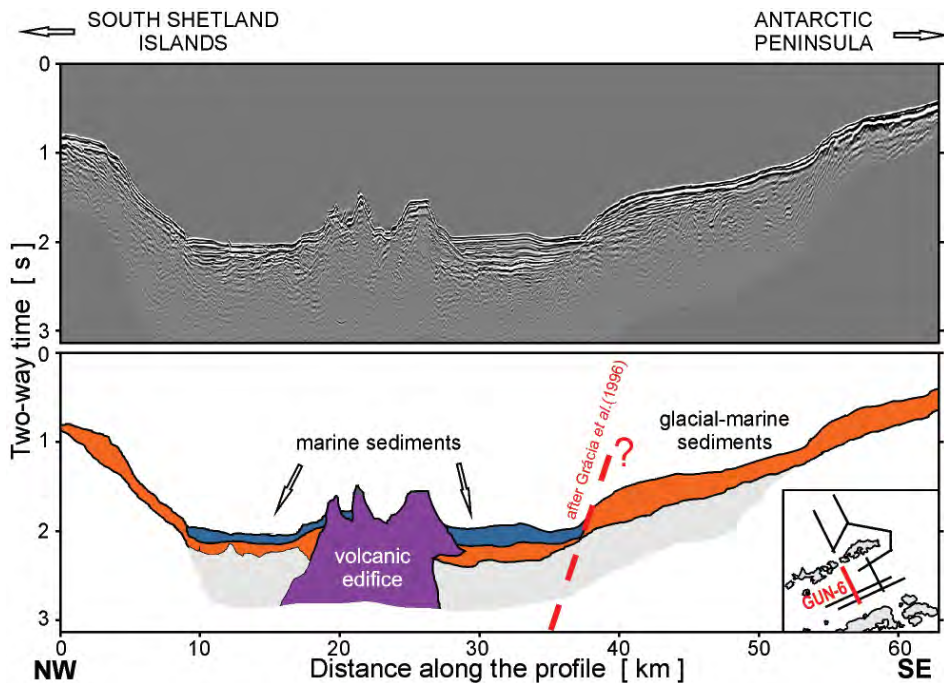 SOUTH SHETLAND
ISLANDS
ANTARCTIC
PENINSULA
0
1
2
3
Two-way time [ s ]
0
1
2
3
marine sediments
volcanic
edifice
after Grácia et al.(1996)
?
glacial-marine
sediments
GUN-6
0 10 20 30 40 50 60
NW Distance along the profile [ km ] SE